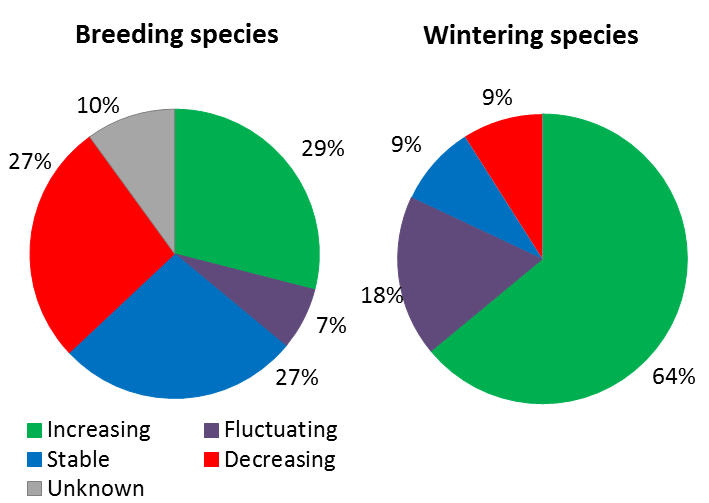 Breeding species
10%
29%
27%
7%
27%
Wintering species
9%
9%
18%
64%
Increasing
Fluctuating
Stable
Decreasing
Unknown